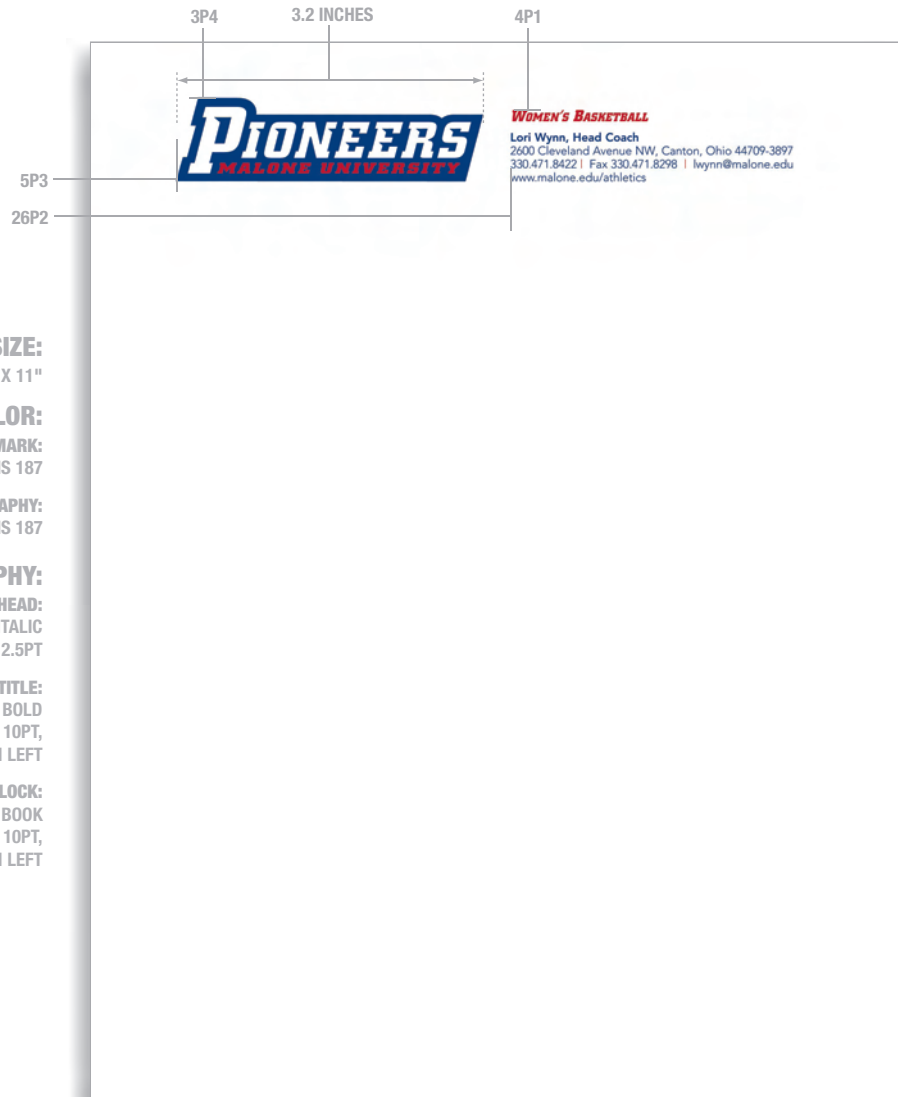 3P4
3.2 INCHES
4P1
PIONEERS
MALONE UNIVERSITY
WOMEN'S BASKETBALL
Lori Wynn, Head Coach
2600 Cleveland Avenue NW, Canton, Ohio 44709-3897
330.471.8422 | Fax 330.471.8298 | lwynn@malone.edu
www.malone.edu/athletics
5P3
26P2
SIZE:
X 11"
LOR:
MARK:
S 187
APHY:
S 187
PHY:
HEAD:
TALIC
2.5PT
TITLE:
BOLD
10PT,
LEFT
LOCK:
BOOK
10PT,
LEFT